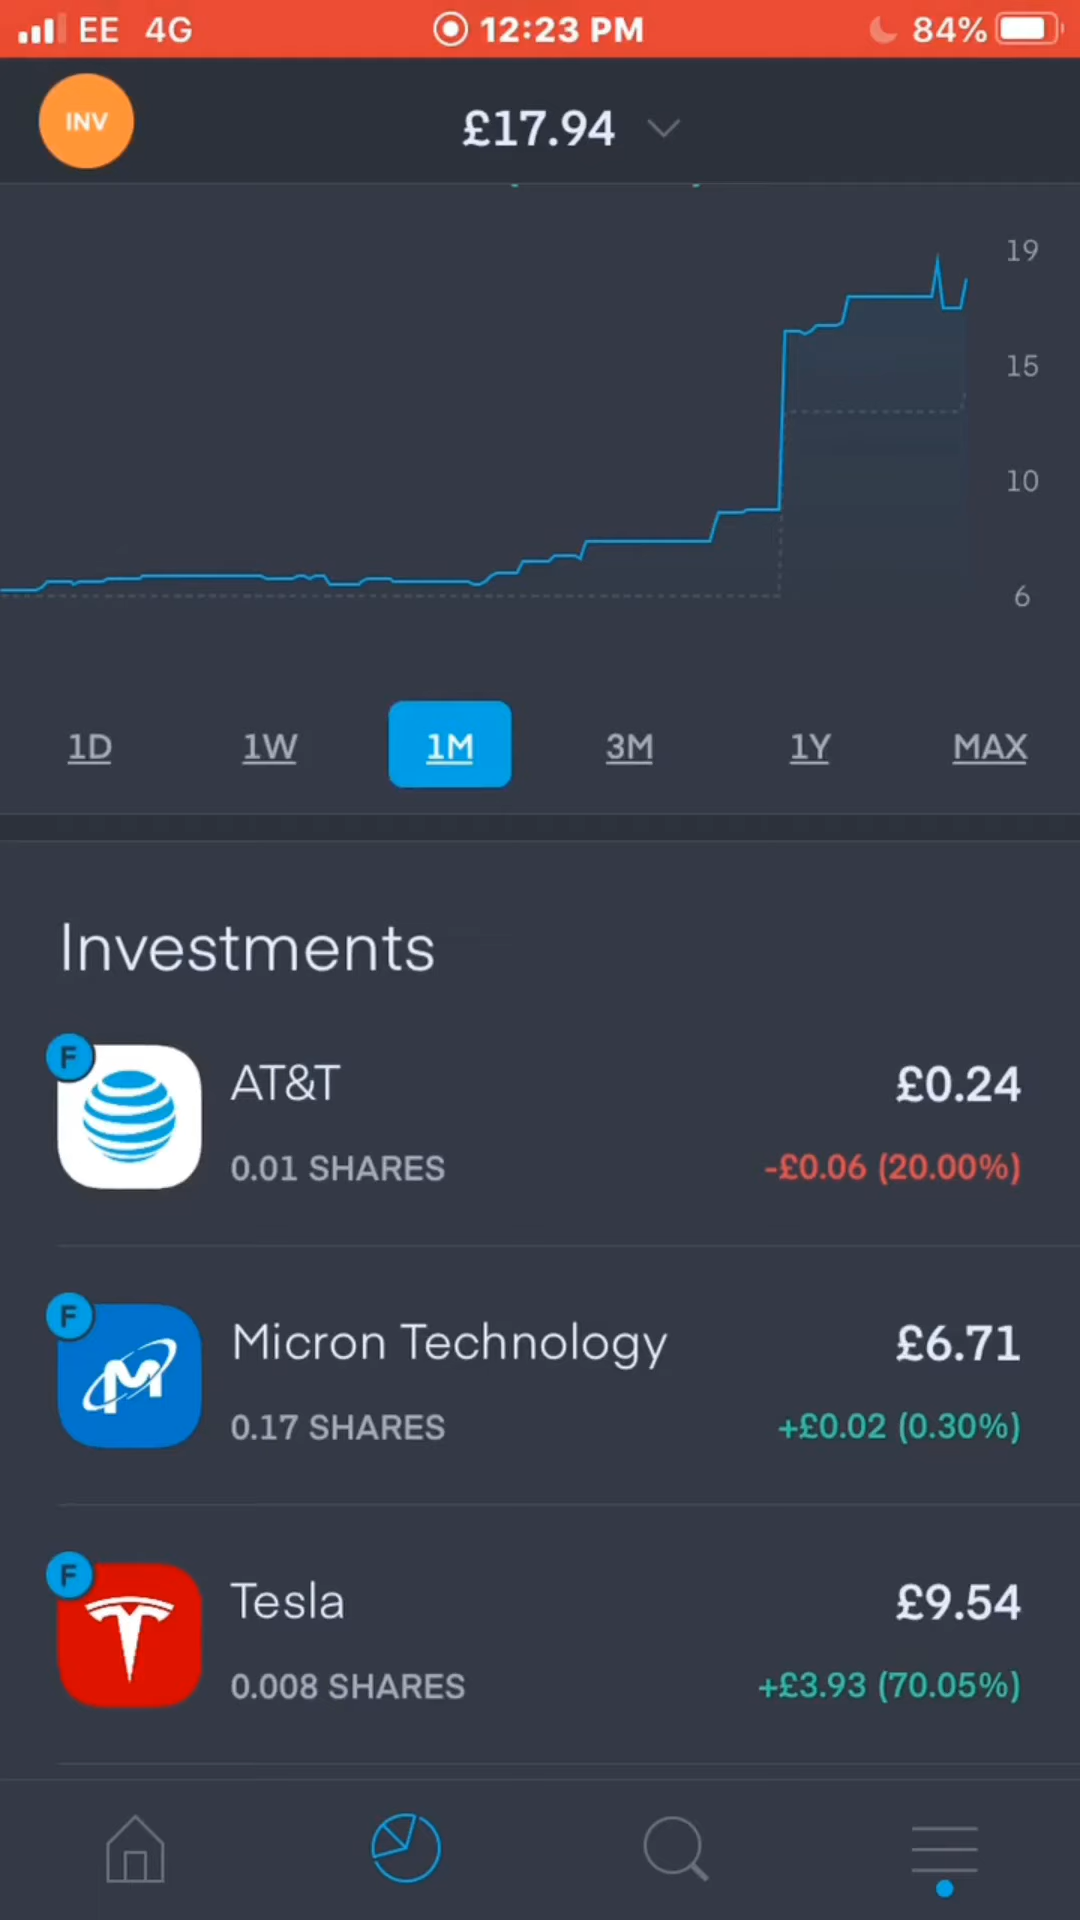 EE 4G 12:23 PM 84%
INV £17.94
19
15
10
6
1D 1W 1M 3M 1Y MAX
Investments
F
AT&T £0.24
0.01 SHARES -£0.06 (20.00%)
F
Micron Technology £6.71
0.17 SHARES +£0.02 (0.30%)
F
Tesla £9.54
0.008 SHARES +£3.93 (70.05%)